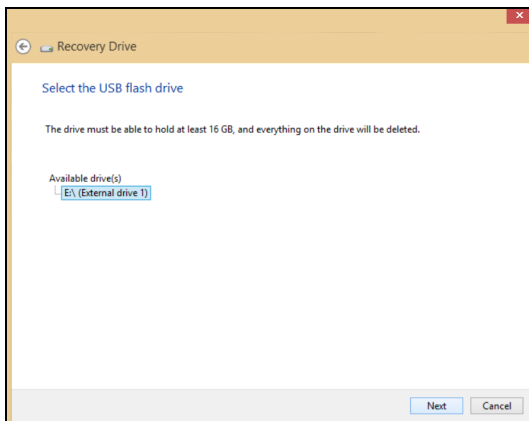 Recovery Drive
Select the USB flash drive
The drive must be able to hold at least 16 GB, and everything on the drive will be deleted.
Available drive(s)
E:\ (External drive 1)
Next Cancel